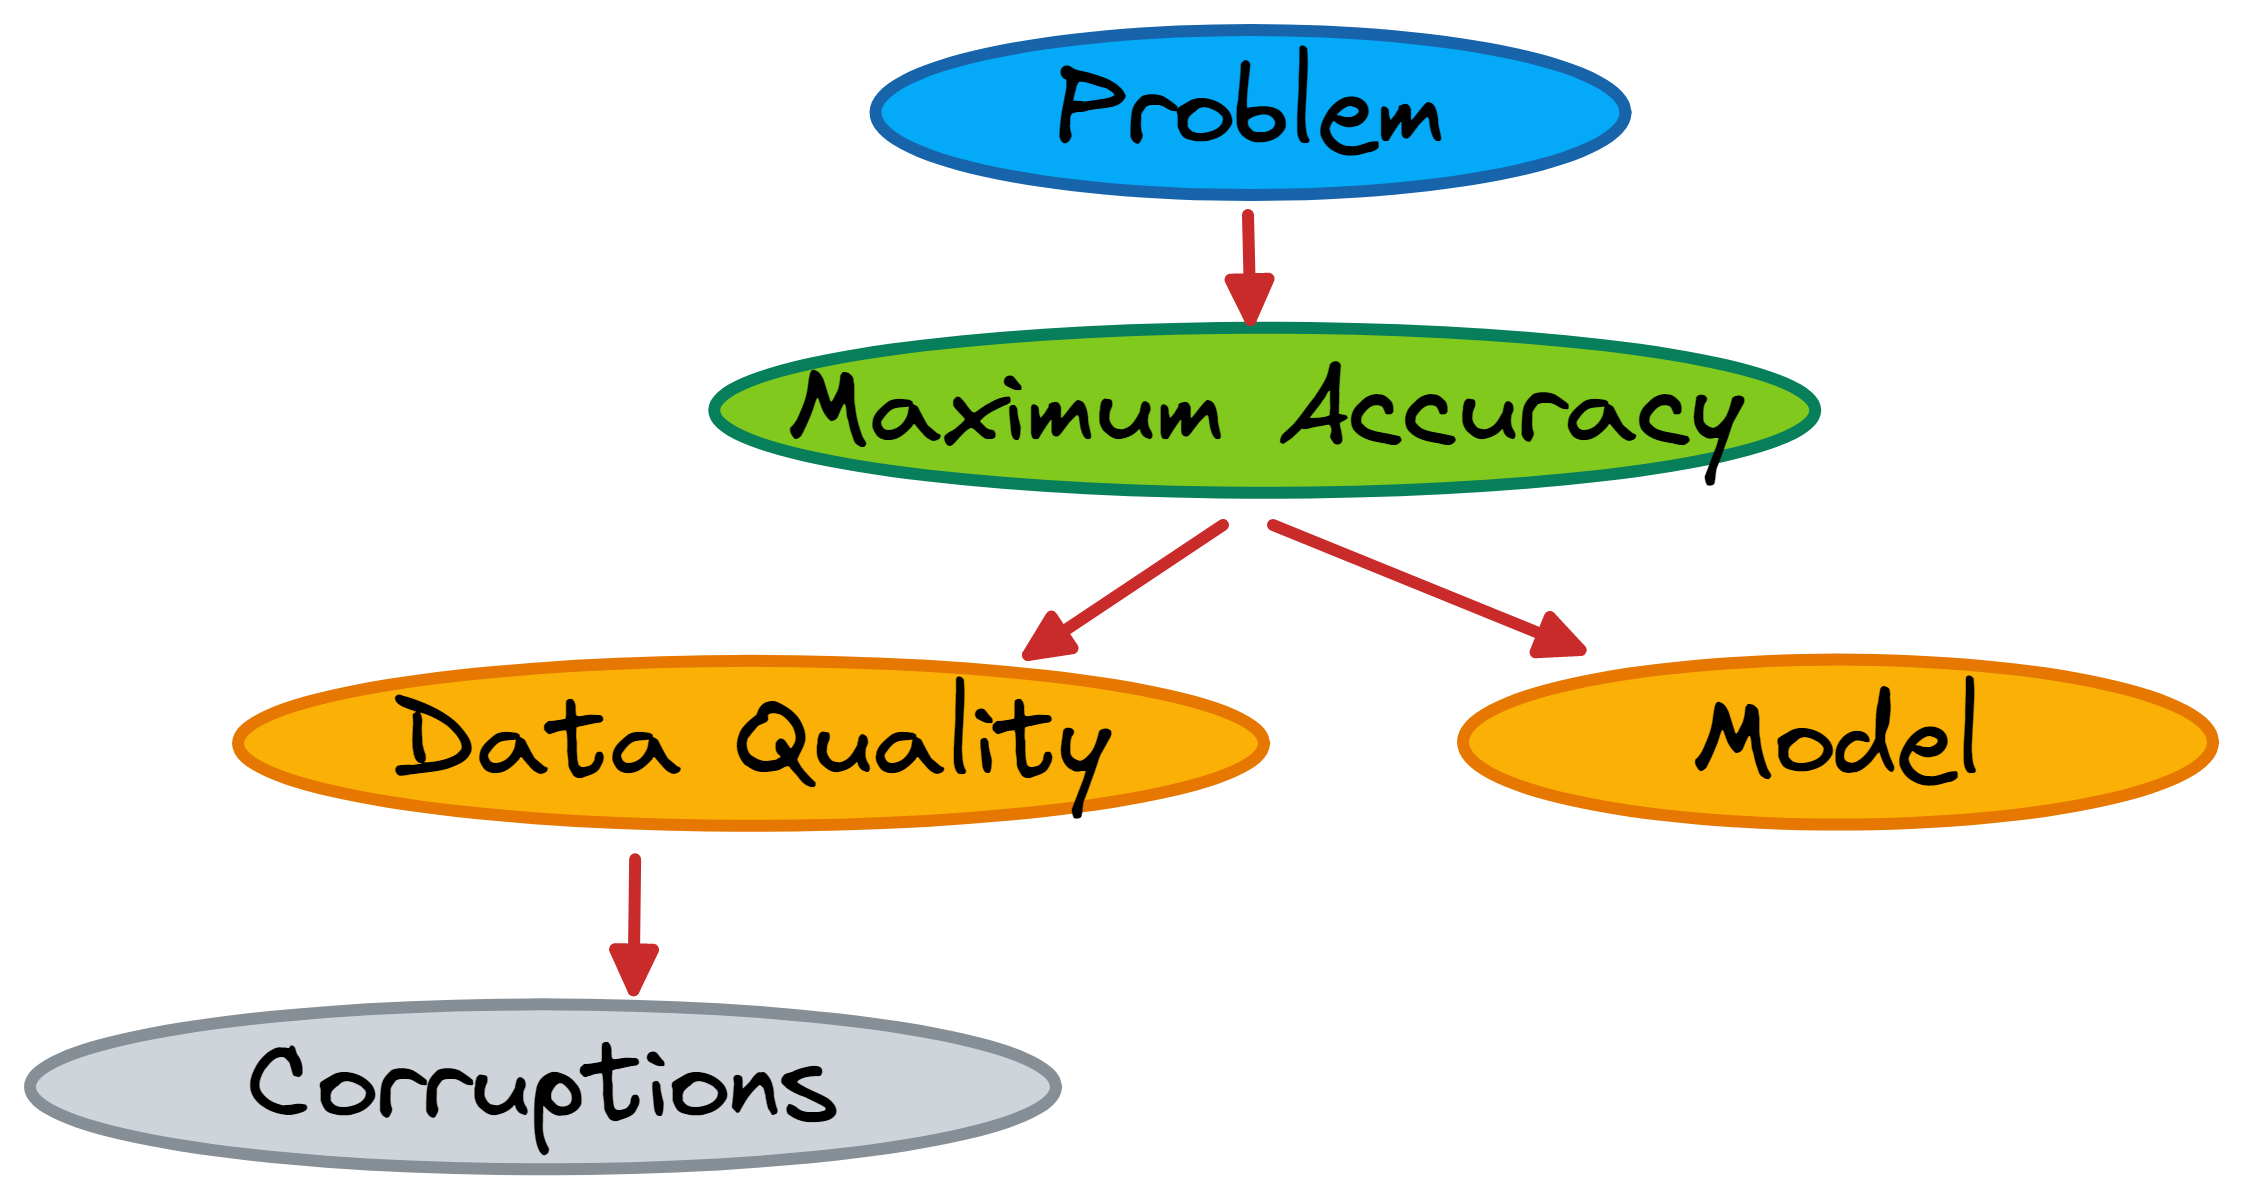 Problem
Maximum Accuracy
Data Quality
Model
Corruptions